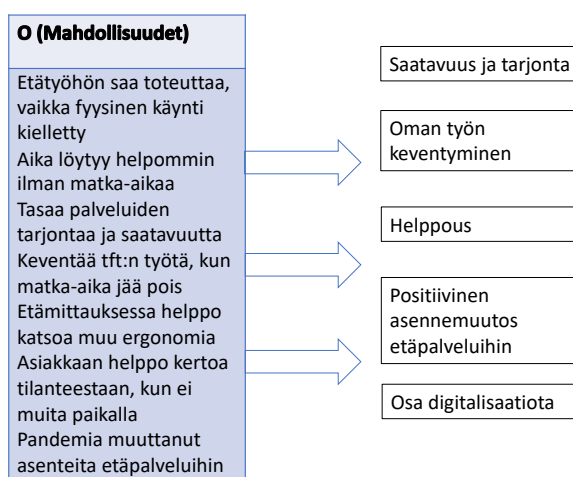 O (Mahdollisuudet)
Etätyöhön saa toteuttaa,
vaikka fyysinen käynti
kielletty
Aika löytyy helpommin
ilman matka-aikaa
Tasaa palveluiden
tarjontaa ja saatavuutta
Keventää tft:n työtä, kun
matka-aika jää pois
Etämittauksessa helppo
katsoa muu ergonomia
Asiakkaan helppo kertoa
tilanteestaan, kun ei
muita paikalla
Pandemia muuttanut
asenteita etäpalveluihin
Saatavuus ja tarjonta
Oman työn
keventyminen
Helppous
Positiivinen
asennemuutos
etäpalveluihin
Osa digitalisaatiota